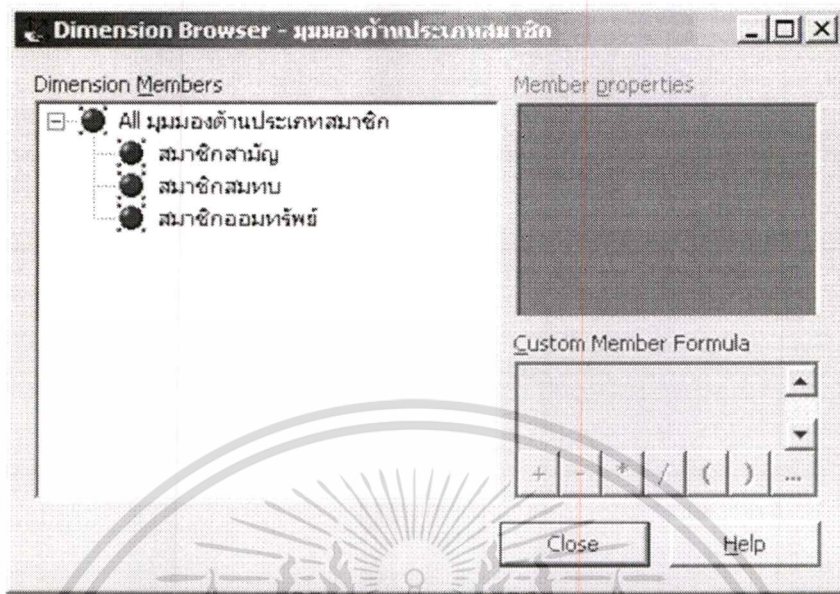 Dimension Browser - มุมมองด้านประเภทสมาชิก
Dimension Members
All มุมมองด้านประเภทสมาชิก
สมาชิกสามัญ
สมาชิกสมทบ
สมาชิกออมทรัพย์
Member properties
Custom Member Formula
+ - * / ( ) ...
Close Help